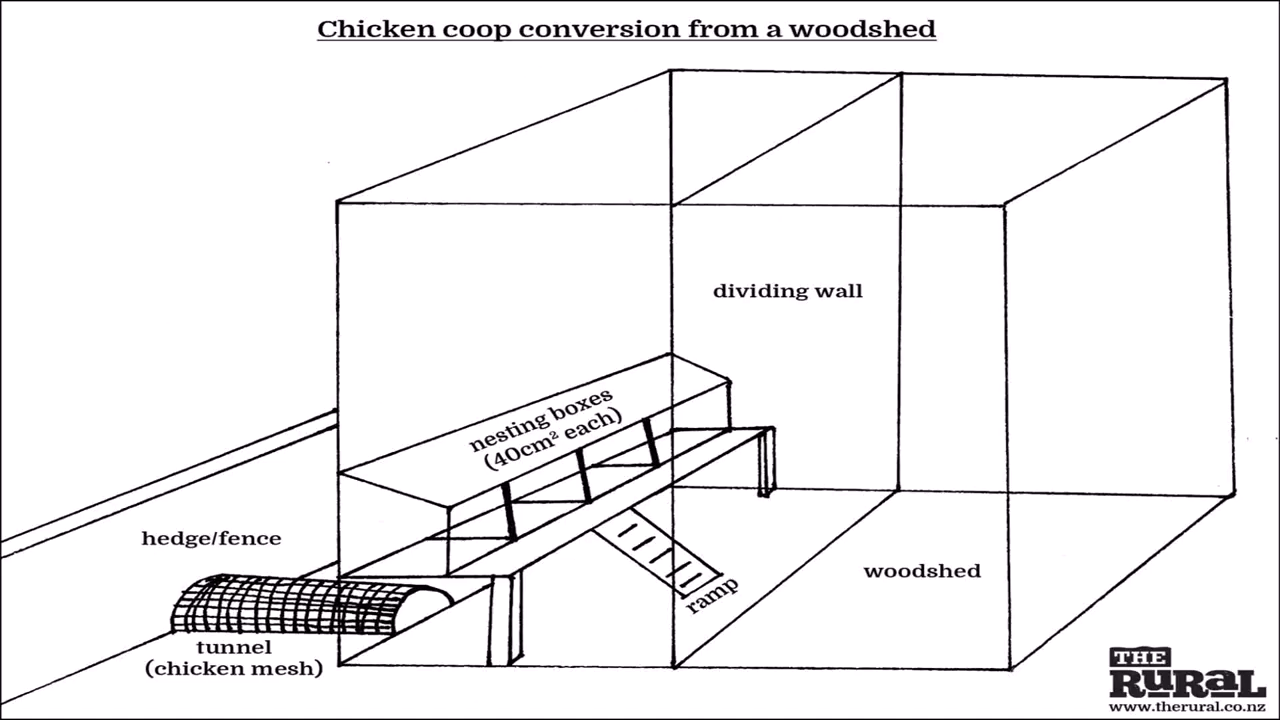 Chicken coop conversion from a woodshed
dividing wall
nesting boxes
(40cm² each)
hedge/fence
woodshed
ramp
tunnel
(chicken mesh)
THE
RURAL
www.therural.co.nz